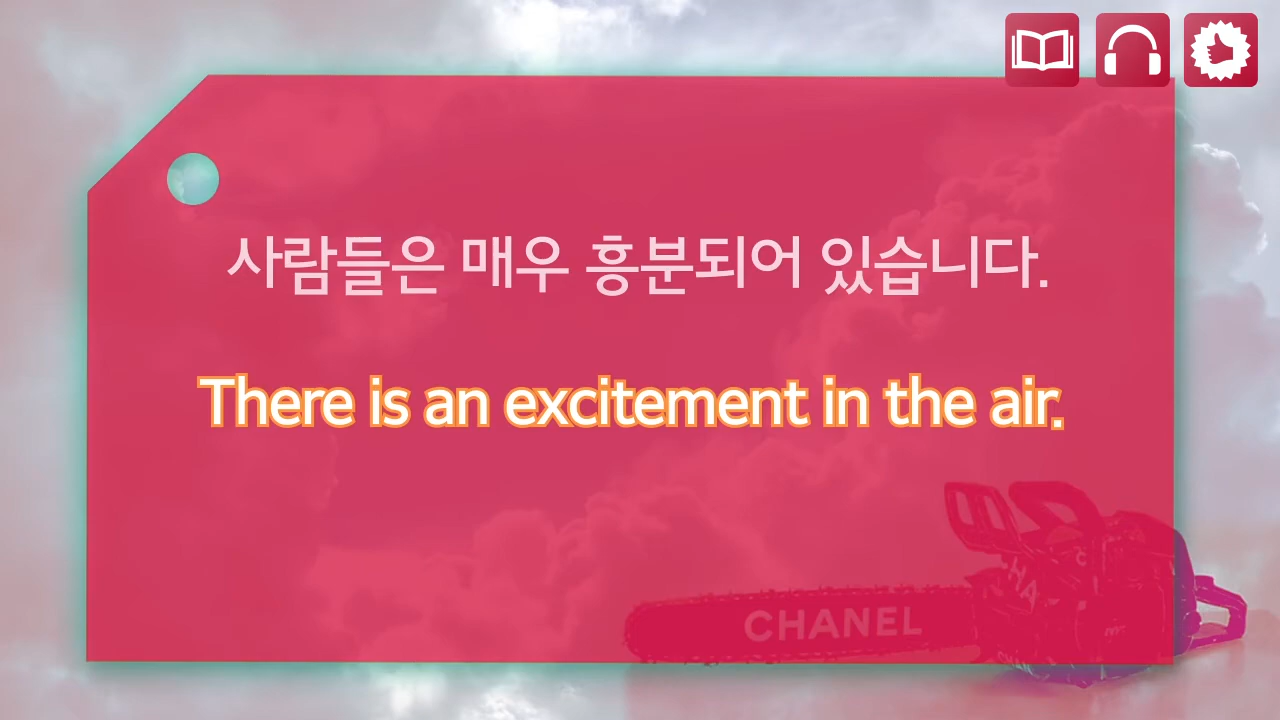 사람들은 매우 흥분되어 있습니다.
There is an excitement in the air.
CHANEL